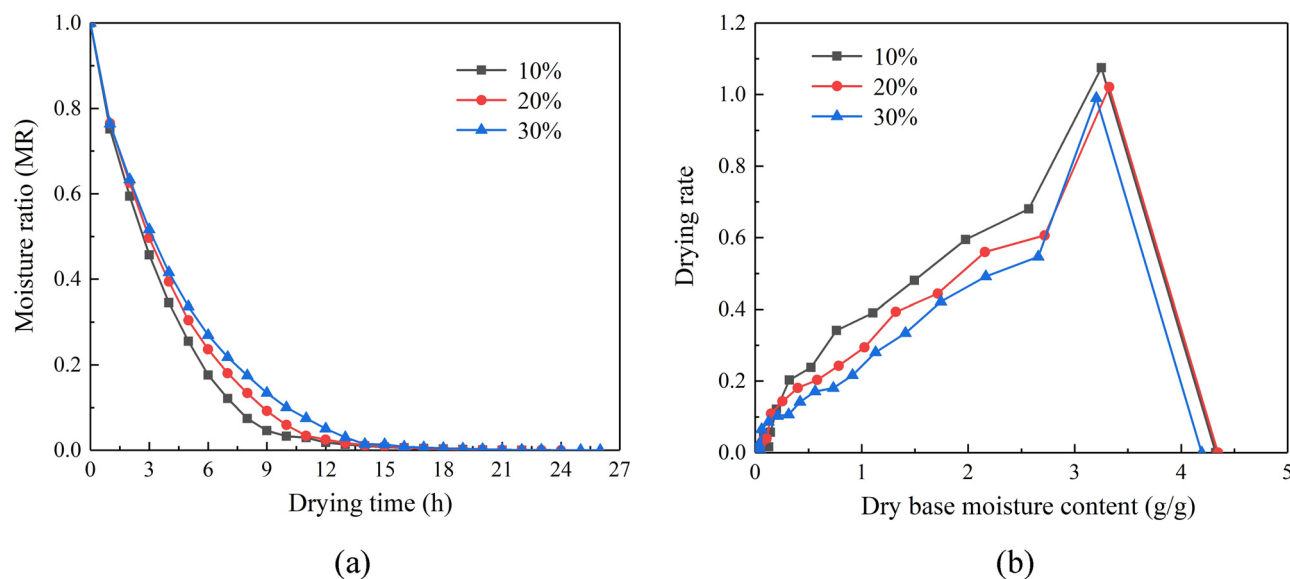 1.0
0.8
0.6
0.4
0.2
0.0
Moisture ratio (MR)
10%
20%
30%
0 3 6 9 12 15 18 21 24 27
Drying time (h)
(a)
1.2
1.0
0.8
0.6
0.4
0.2
0.0
Drying rate
10%
20%
30%
0 1 2 3 4 5
Dry base moisture content (g/g)
(b)